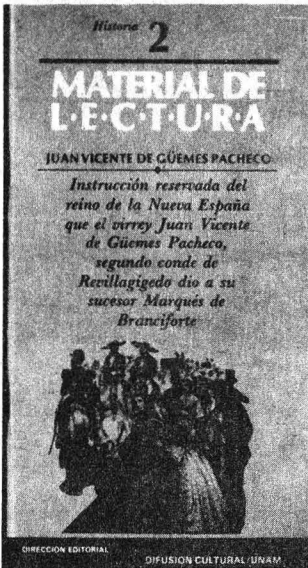 Historia 2
MATERIAL DE
L·E·C·T·U·R·A
JUAN VICENTE DE GÜEMES PACHECO
Instrucción reservada del
reino de la Nueva España
que el virrey Juan Vicente
de Güemes Pacheco,
segundo conde de
Revillagigedo dio a su
sucesor Marqués de
Branciforte
DIRECCION EDITORIAL
DIFUSION CULTURAL/UNAM